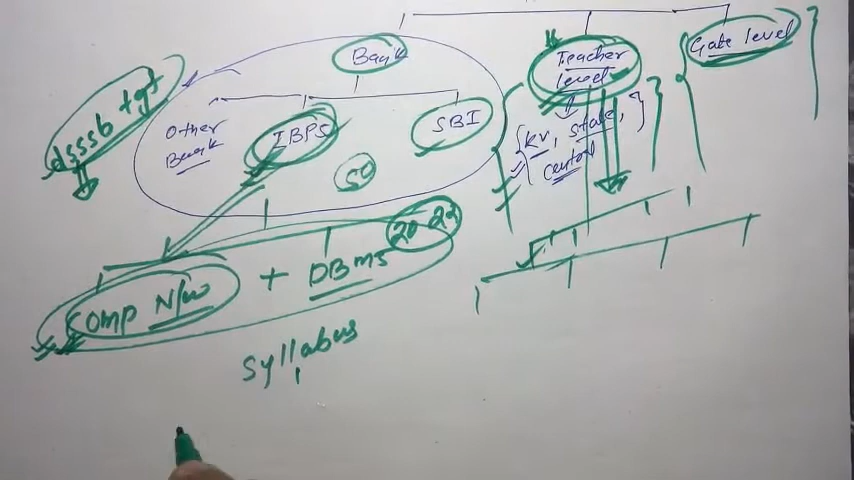 Bank
Teacher
level
Gate level
dsssb tgt
Other
Bank
IBPS
SBI
SO
{KV, State, }
Central
Comp N/w + DBMS
2022
Syllabus